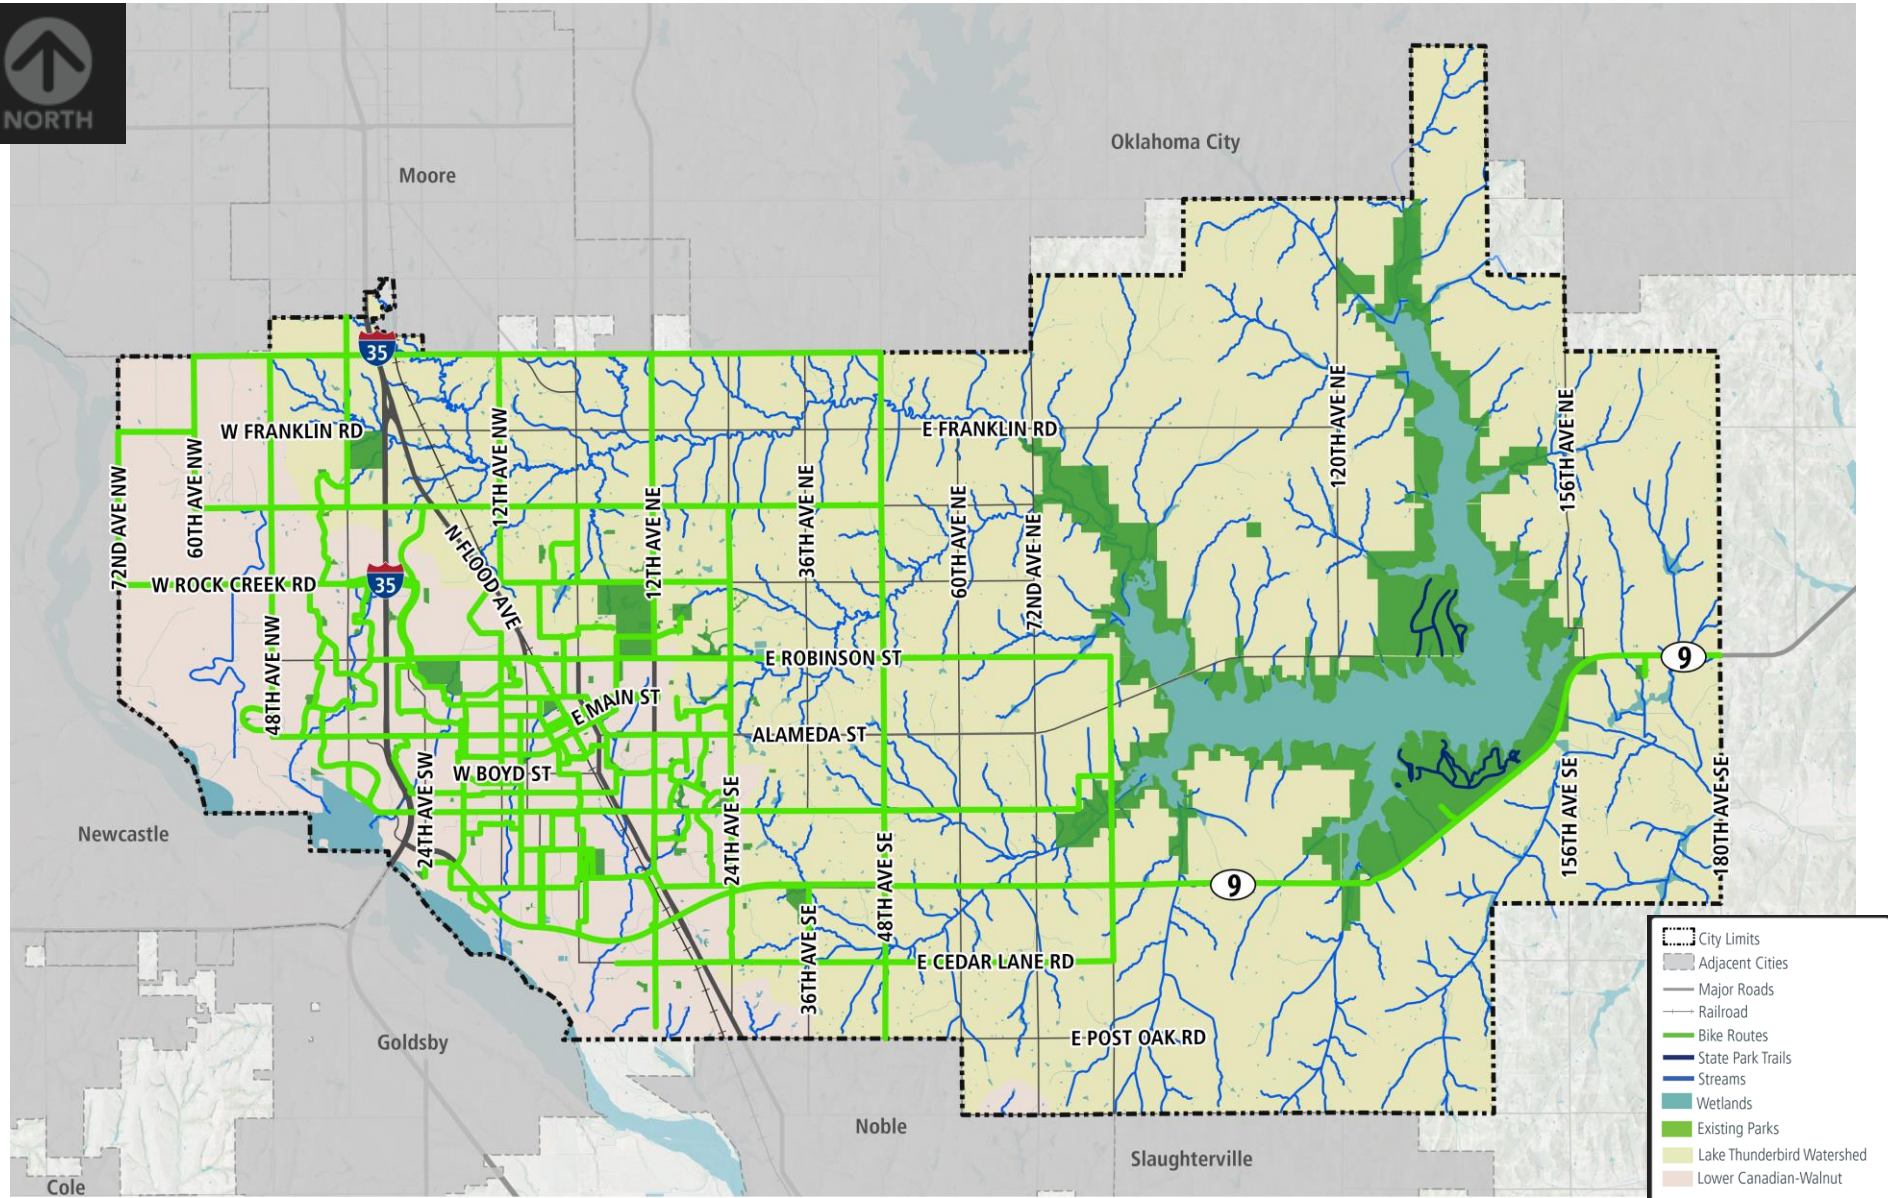 NORTH
Oklahoma City
Moore
35
W FRANKLIN RD
E FRANKLIN RD
12TH AVE NW
120TH AVE NE
156TH AVE NE
72ND AVE NW
60TH AVE NW
N FLOOD AVE
12TH AVE NE
36TH AVE NE
60TH AVE NE
72ND AVE NE
W ROCK CREEK RD
35
48TH AVE NW
E ROBINSON ST
9
E MAIN ST
ALAMEDA ST
W BOYD ST
24TH AVE SW
24TH AVE SE
156TH AVE SE
180TH AVE SE
Newcastle
48TH AVE SE
9
36TH AVE SE
E CEDAR LANE RD
Goldsby
E POST OAK RD
Noble
Slaughterville
Cole
City Limits
Adjacent Cities
Major Roads
Railroad
Bike Routes
State Park Trails
Streams
Wetlands
Existing Parks
Lake Thunderbird Watershed
Lower Canadian-Walnut